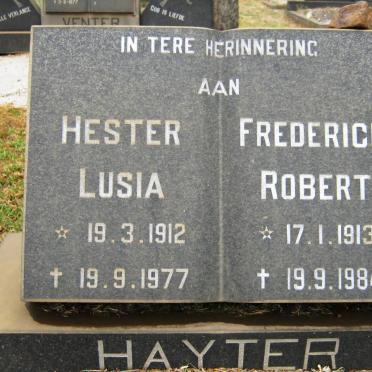 VENTER
IN TERE HERINNERING
AAN
HESTER LUSIA
☆ 19.3.1912
✝ 19.9.1977
FREDERICK ROBERT
☆ 17.1.1913
✝ 19.9.198
HAYTER